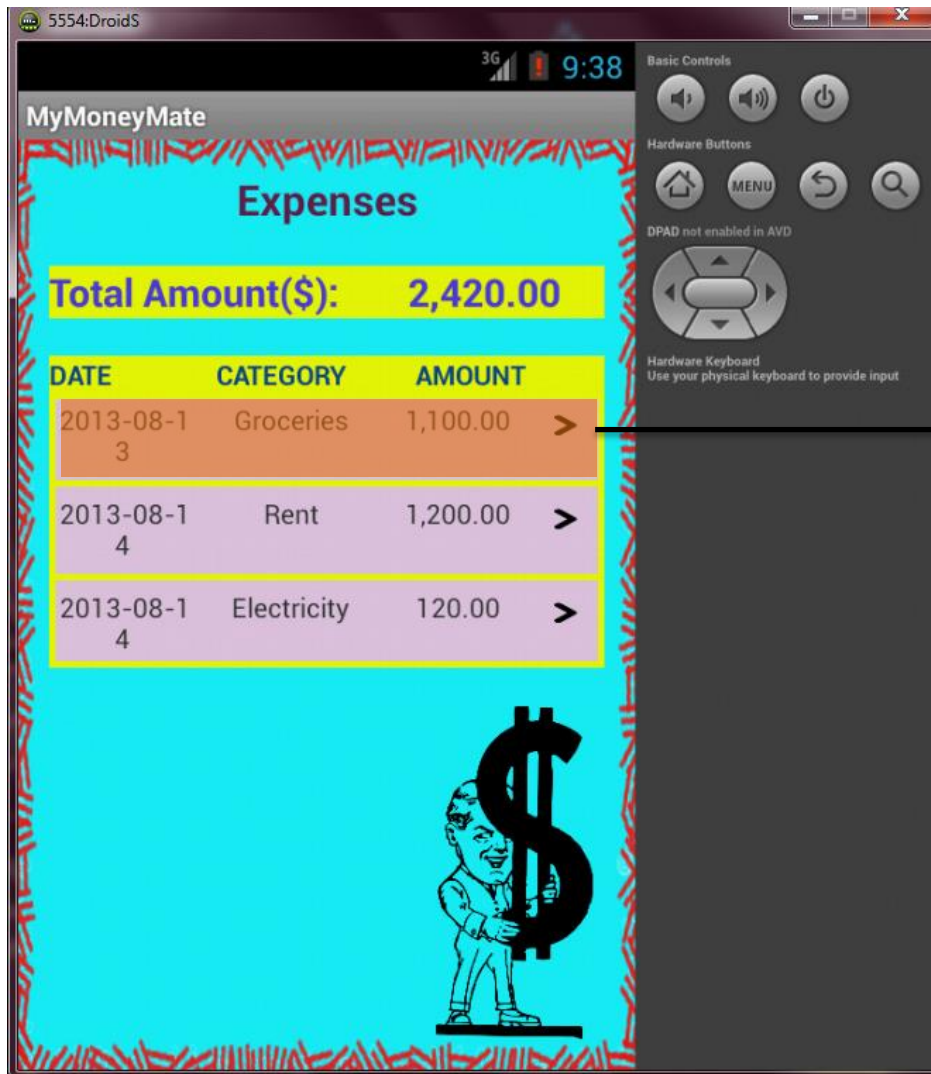 5554:DroidS
3G 9:38
MyMoneyMate
Expenses
Total Amount($): 2,420.00
DATE CATEGORY AMOUNT
2013-08-1 Groceries 1,100.00 >
3
2013-08-1 Rent 1,200.00 >
4
2013-08-1 Electricity 120.00 >
4
$
Basic Controls
Hardware Buttons
MENU
DPAD not enabled in AVD
Hardware Keyboard
Use your physical keyboard to provide input